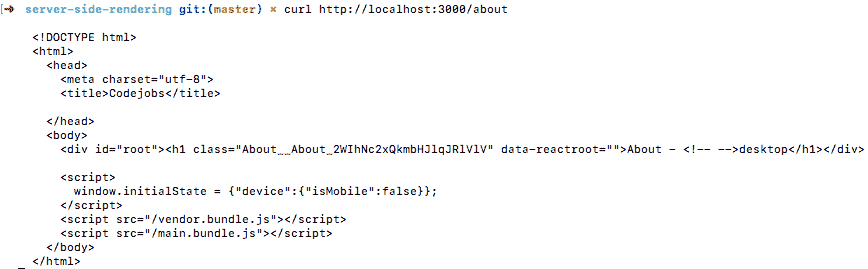 [➜ server-side-rendering git:(master) ✖ curl http://localhost:3000/about
<!DOCTYPE html>
<html>
<head>
<meta charset="utf-8">
<title>Codejobs</title>
</head>
<body>
<div id="root"><h1 class="About__About_2WIhNc2xQkmbHJlqJRlVlV" data-reactroot="">About - <!-- -->desktop</h1></div>
<script>
window.initialState = {"device":{"isMobile":false}};
</script>
<script src="/vendor.bundle.js"></script>
<script src="/main.bundle.js"></script>
</body>
</html>